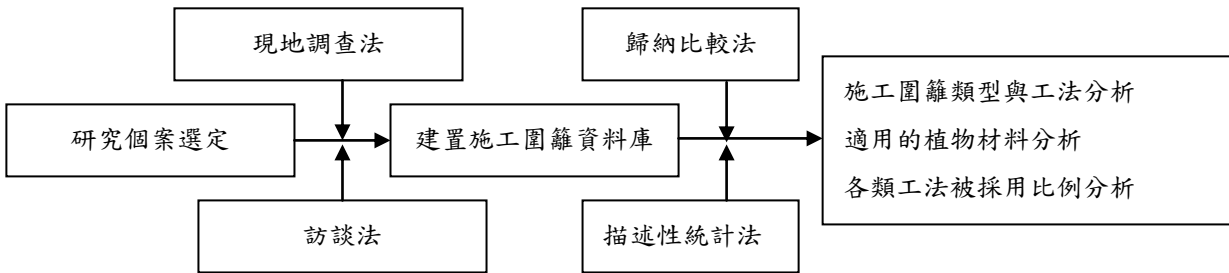 現地調查法
歸納比較法
研究個案選定
建置施工圍籬資料庫
施工圍籬類型與工法分析
適用的植物材料分析
各類工法被採用比例分析
訪談法
描述性統計法